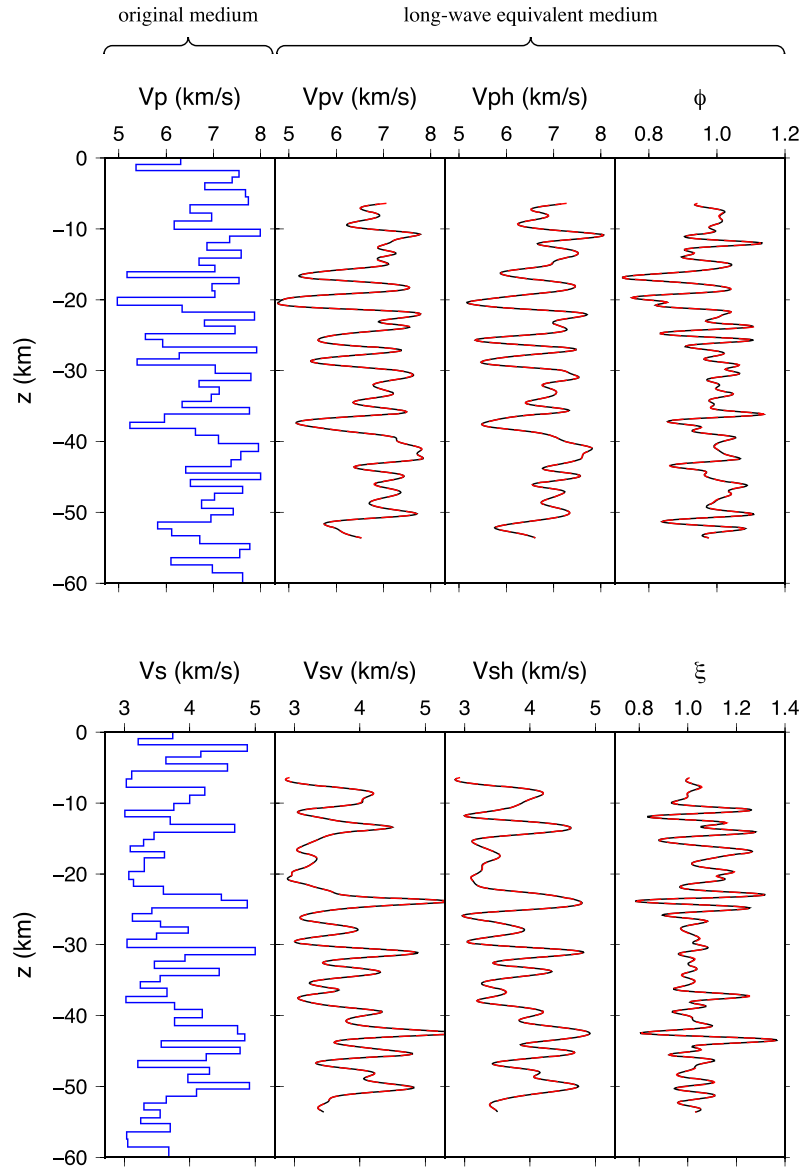 original medium long-wave equivalent medium
Vp (km/s) Vpv (km/s) Vph (km/s) ϕ
5 6 7 8 5 6 7 8 5 6 7 8 0.8 1.0 1.2
0
−10
−20
−30
−40
−50
−60
z (km)
Vs (km/s) Vsv (km/s) Vsh (km/s) ξ
3 4 5 3 4 5 3 4 5 0.8 1.0 1.2 1.4
0
−10
−20
−30
−40
−50
−60
z (km)